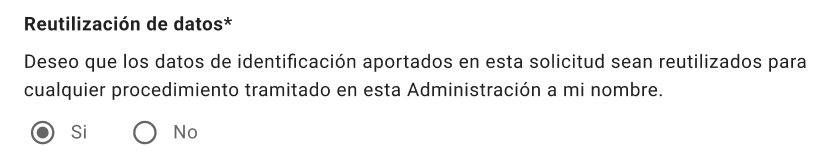 Reutilización de datos*
Deseo que los datos de identificación aportados en esta solicitud sean reutilizados para
cualquier procedimiento tramitado en esta Administración a mi nombre.
Si No